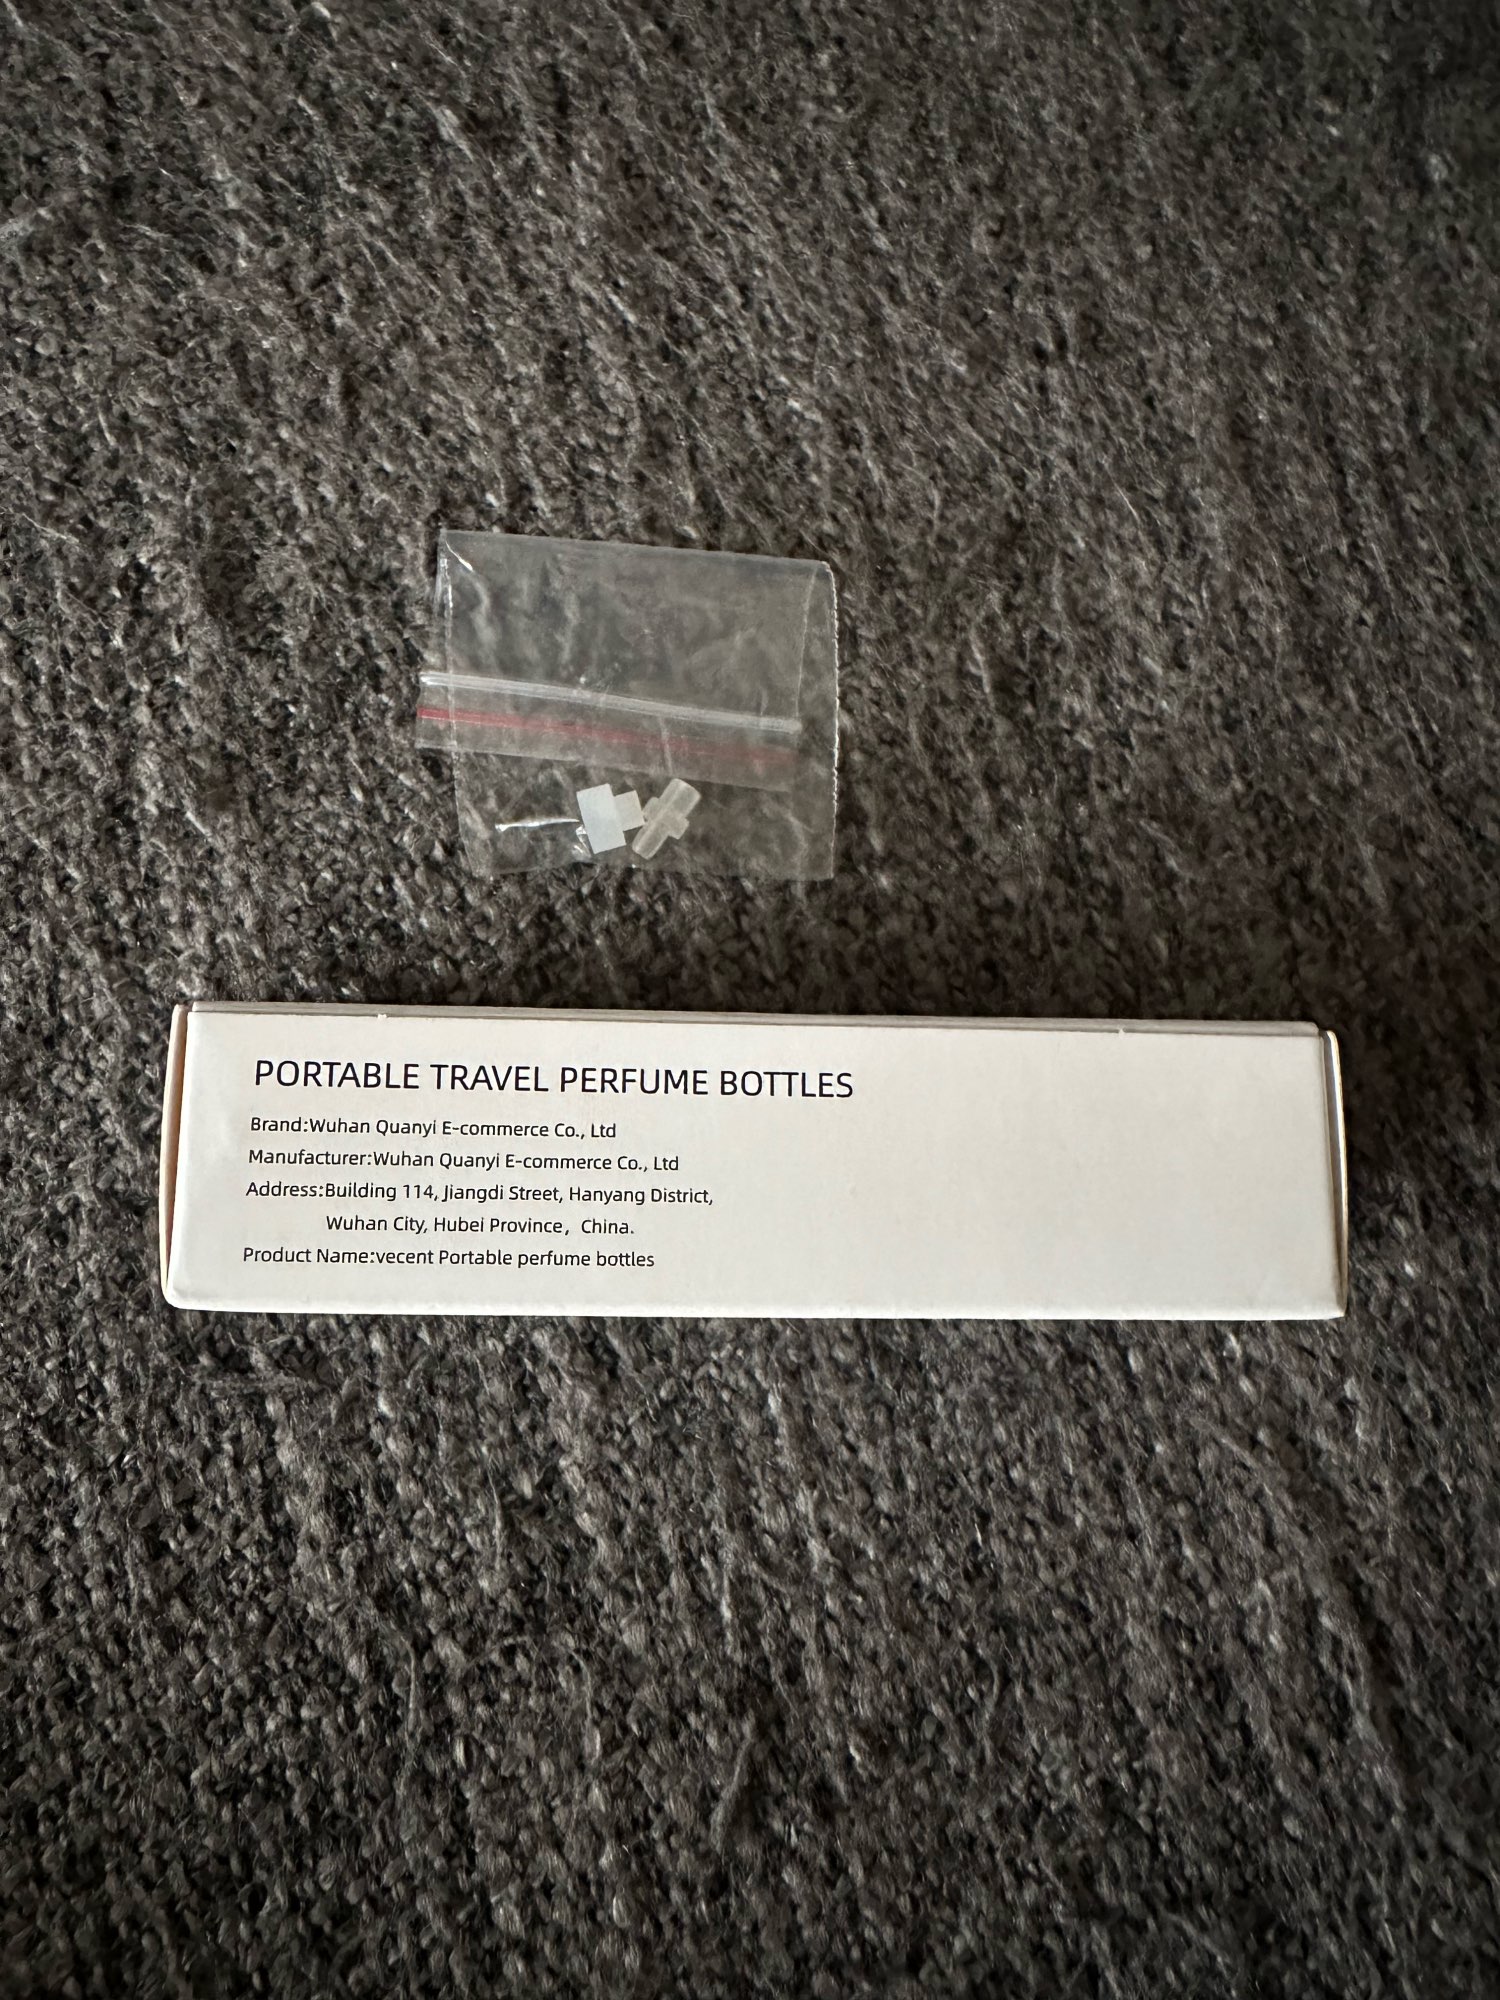 PORTABLE TRAVEL PERFUME BOTTLES
Brand:Wuhan Quanyi E-commerce Co., Ltd
Manufacturer:Wuhan Quanyi E-commerce Co., Ltd
Address:Building 114, Jiangdi Street, Hanyang District,
Wuhan City, Hubei Province，China.
Product Name:vecent Portable perfume bottles